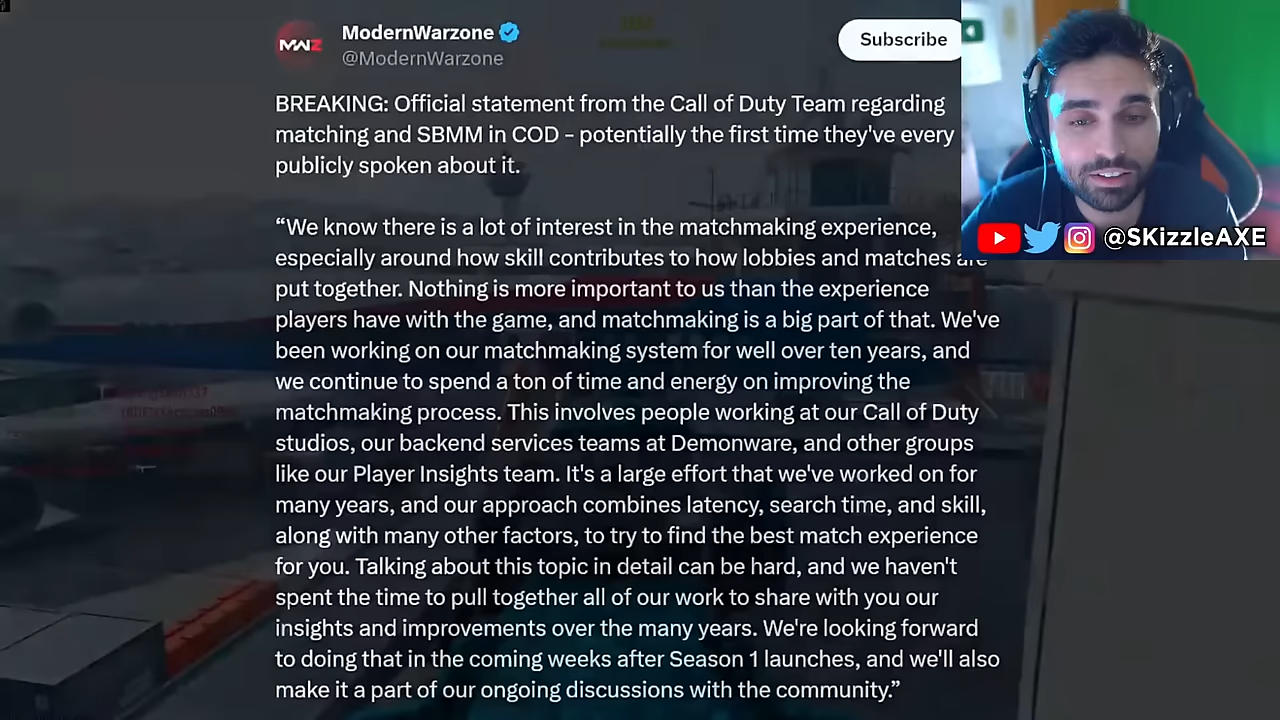 MWZ
ModernWarzone
@ModernWarzone
Subscribe
BREAKING: Official statement from the Call of Duty Team regarding
matching and SBMM in COD – potentially the first time they've every
publicly spoken about it.
“We know there is a lot of interest in the matchmaking experience,
especially around how skill contributes to how lobbies and matches are
put together. Nothing is more important to us than the experience
players have with the game, and matchmaking is a big part of that. We've
been working on our matchmaking system for well over ten years, and
we continue to spend a ton of time and energy on improving the
matchmaking process. This involves people working at our Call of Duty
studios, our backend services teams at Demonware, and other groups
like our Player Insights team. It's a large effort that we've worked on for
many years, and our approach combines latency, search time, and skill,
along with many other factors, to try to find the best match experience
for you. Talking about this topic in detail can be hard, and we haven't
spent the time to pull together all of our work to share with you our
insights and improvements over the many years. We're looking forward
to doing that in the coming weeks after Season 1 launches, and we'll also
make it a part of our ongoing discussions with the community.”
@SKizzleAXE